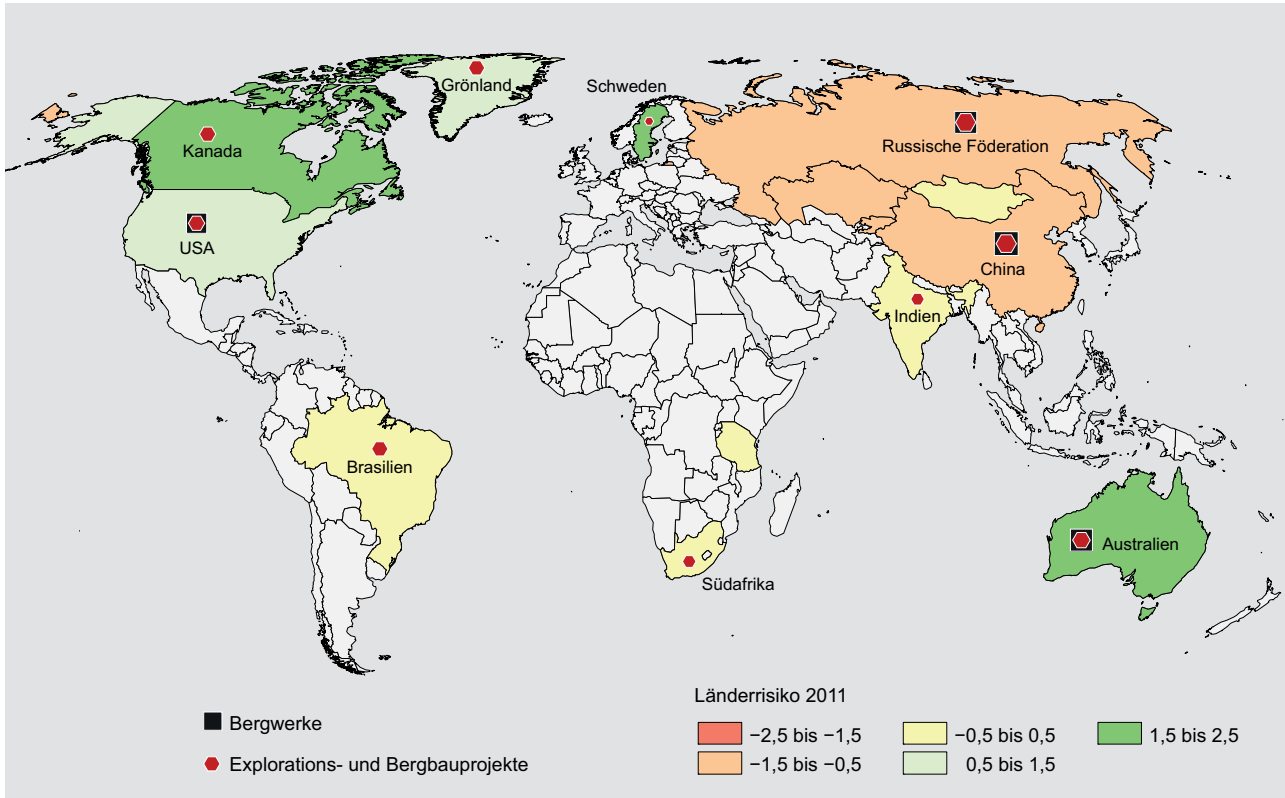 Schweden
Grönland
Kanada
Russische Föderation
USA
China
Indien
Brasilien
Australien
Südafrika
Länderrisiko 2011
Bergwerke
−2,5 bis −1,5
−0,5 bis 0,5
1,5 bis 2,5
Explorations- und Bergbauprojekte
−1,5 bis −0,5
0,5 bis 1,5